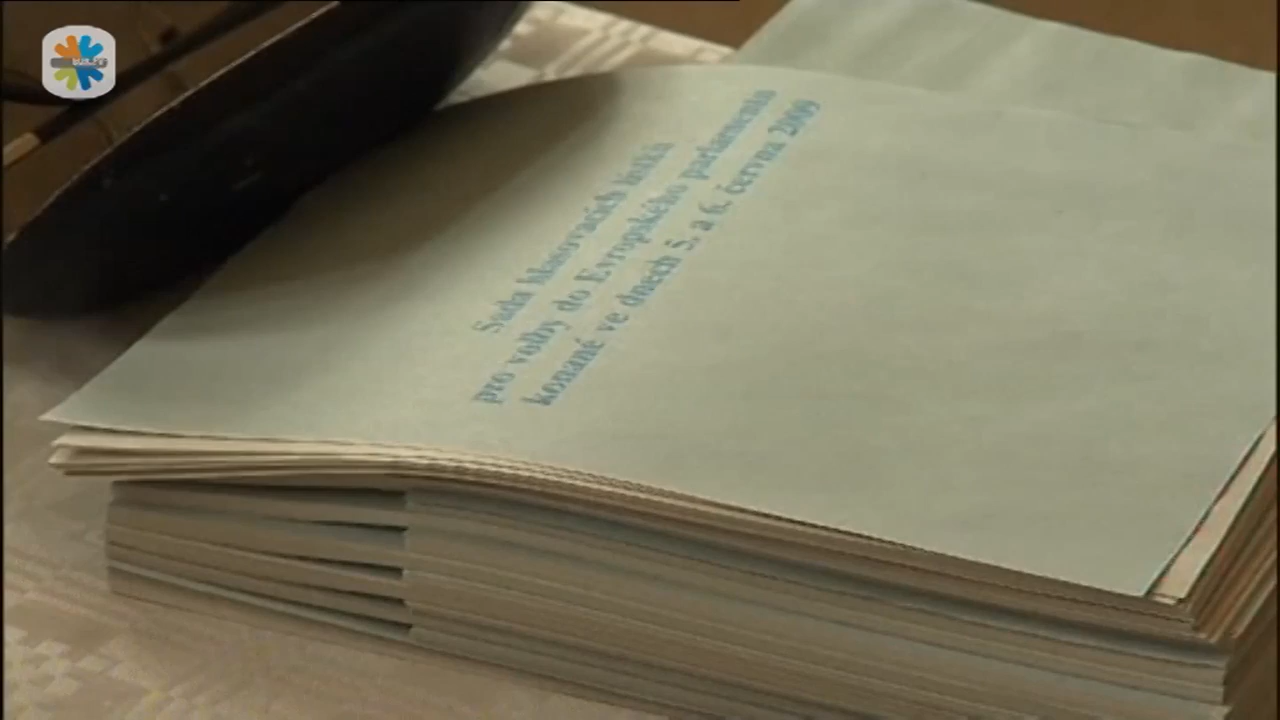 Sada hlasovacích lístků
pro volby do Evropského parlamentu
konané ve dnech 5. a 6. června 2009